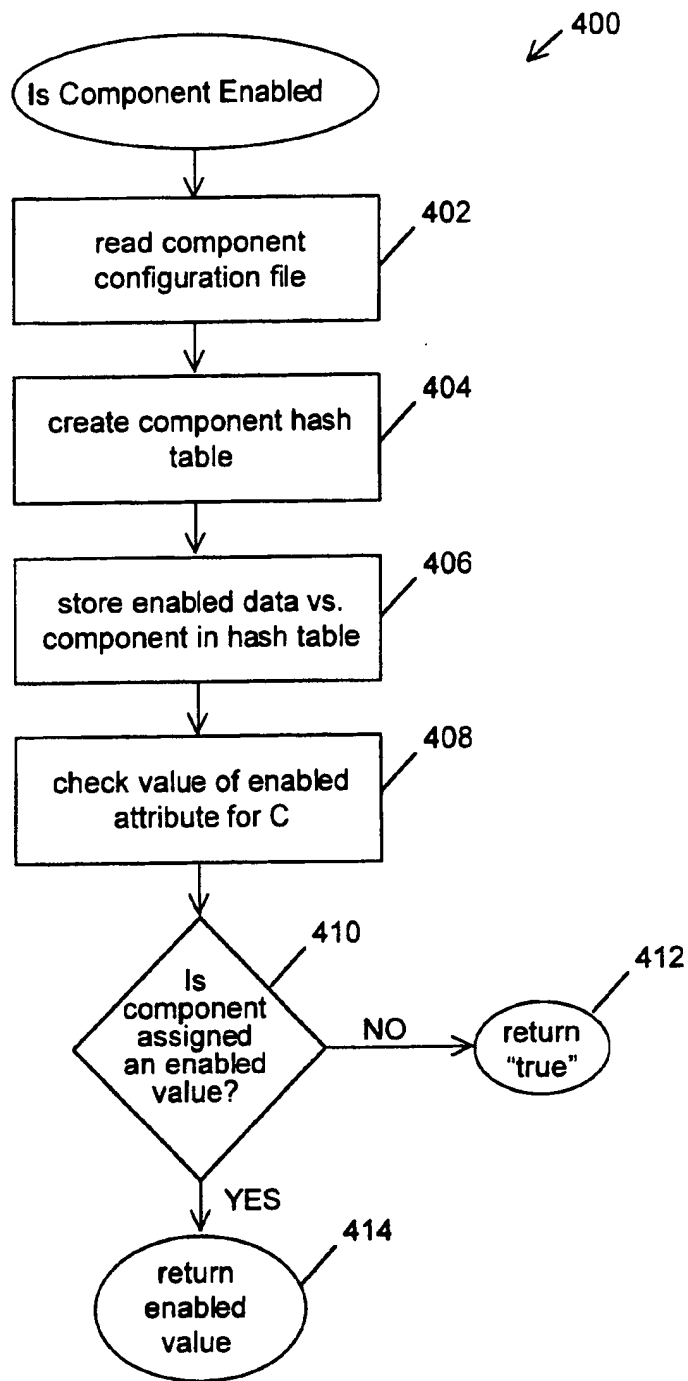 400
Is Component Enabled
402
read component
configuration file
404
create component hash
table
406
store enabled data vs.
component in hash table
408
check value of enabled
attribute for C
410
Is
component
assigned
an enabled
value?
NO
412
return
“true”
YES
414
return
enabled
value